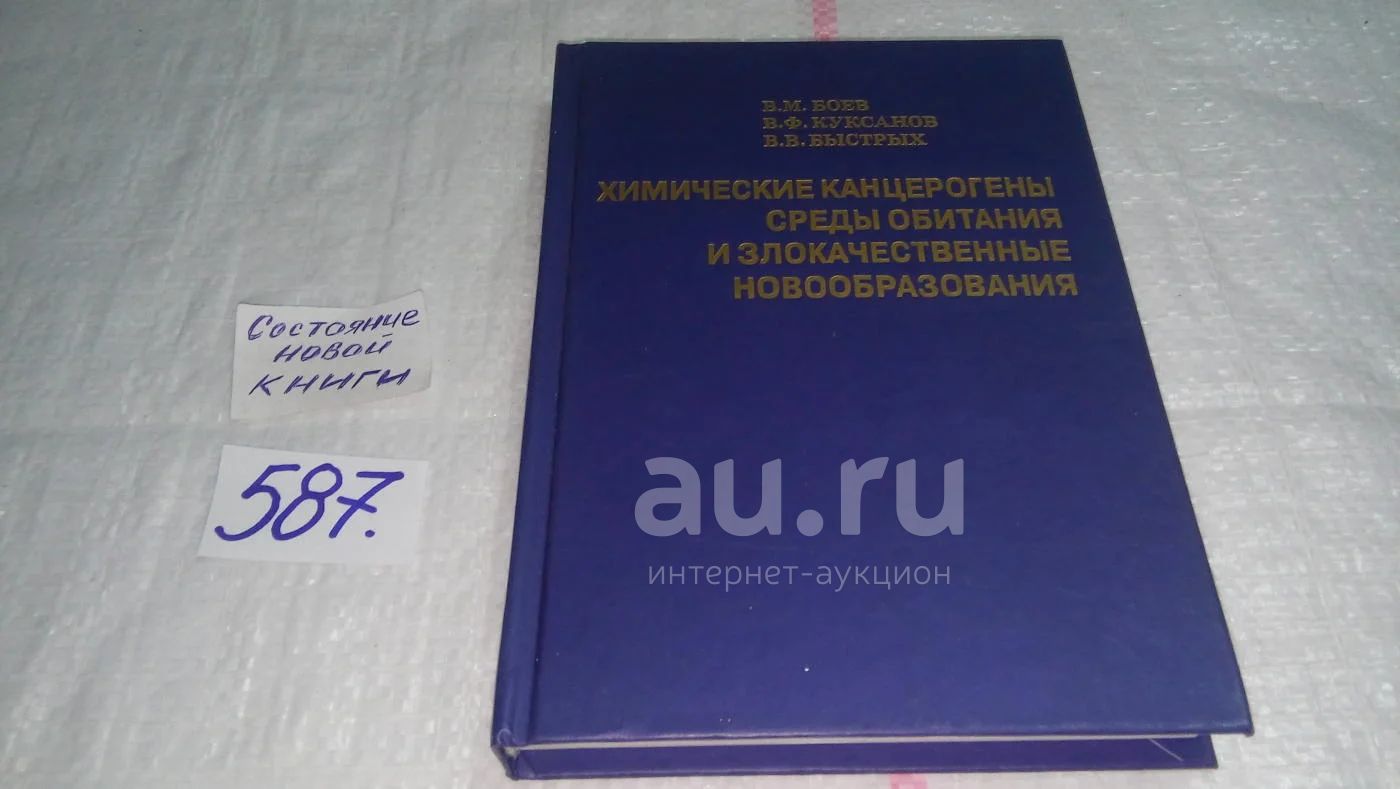 В.М. БОЕВ
В.Ф. КУКСАНОВ
В.В. БЫСТРЫХ
ХИМИЧЕСКИЕ КАНЦЕРОГЕНЫ
СРЕДЫ ОБИТАНИЯ
И ЗЛОКАЧЕСТВЕННЫЕ
НОВООБРАЗОВАНИЯ
Состояние
новой
книги
587.
au.ru
интернет-аукцион